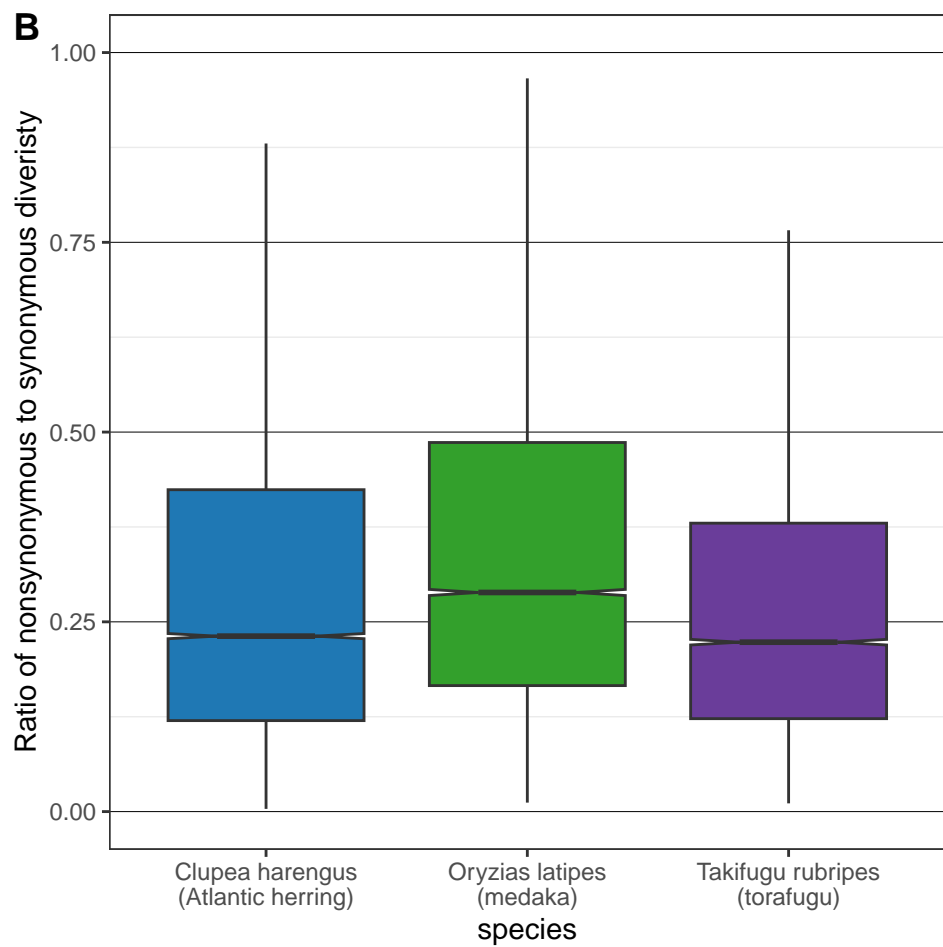 B
Ratio of nonsynonymous to synonymous diveristy
1.00
0.75
0.50
0.25
0.00
Clupea harengus
(Atlantic herring)
Oryzias latipes
(medaka)
Takifugu rubripes
(torafugu)
species